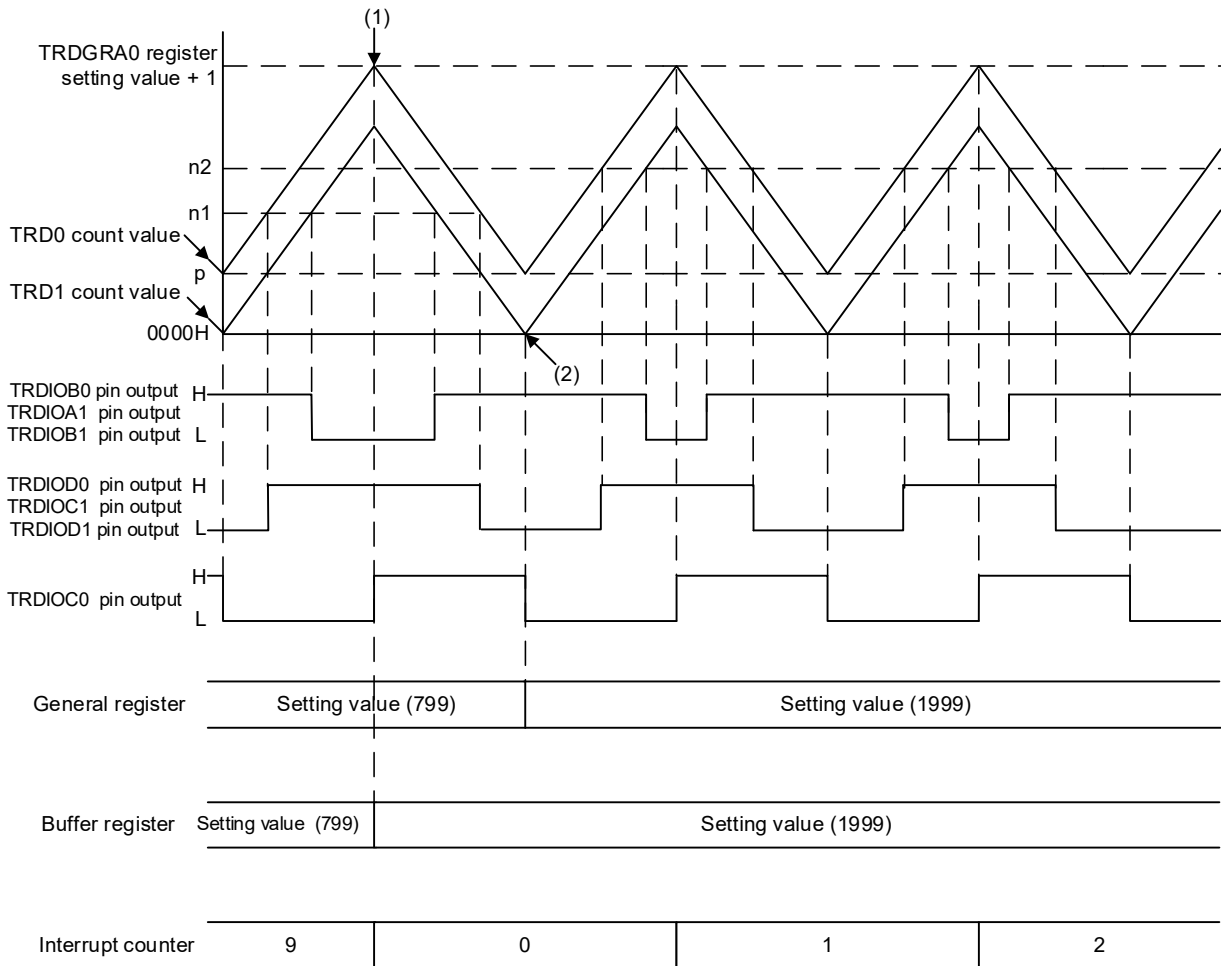 (1)
TRDGRA0 register
setting value + 1
n2
n1
TRD0 count value
p
TRD1 count value
0000H
(2)
TRDIOB0 pin output H
TRDIOA1 pin output
TRDIOB1 pin output L
TRDIOD0 pin output H
TRDIOC1 pin output
TRDIOD1 pin output L
H
TRDIOC0 pin output
L
General register Setting value (799) Setting value (1999)
Buffer register Setting value (799) Setting value (1999)
Interrupt counter 9 0 1 2